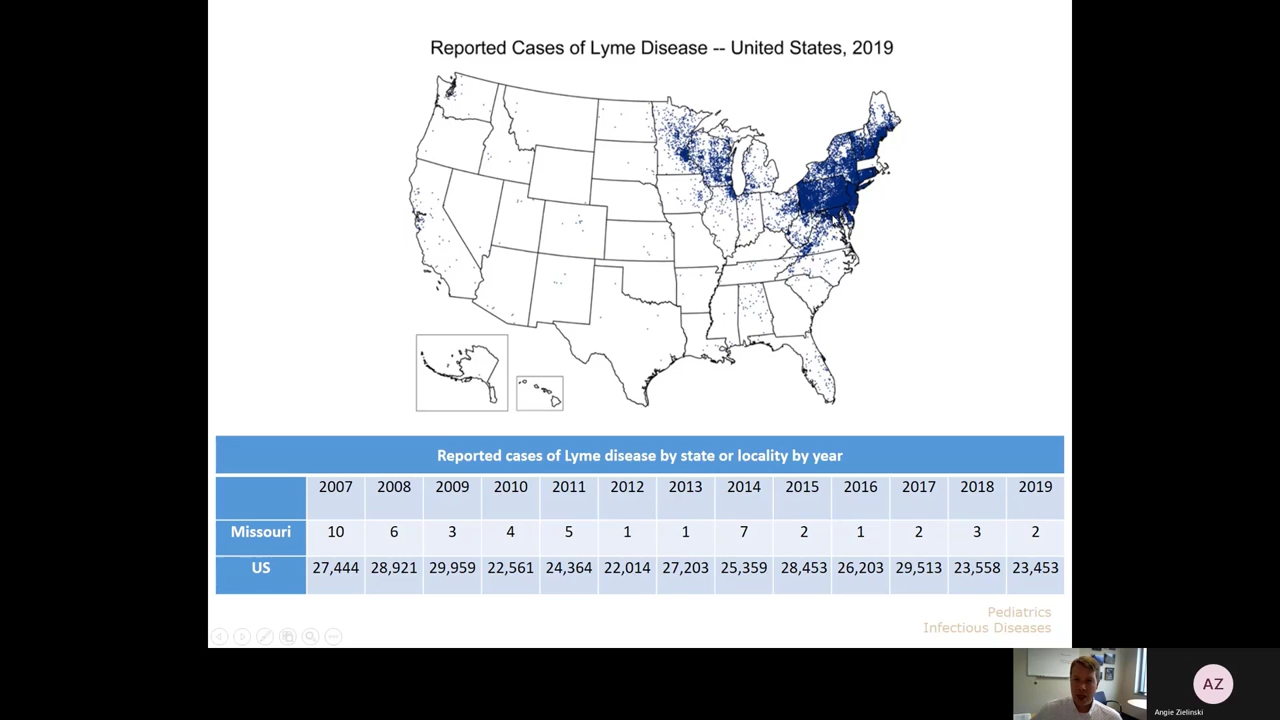 Reported Cases of Lyme Disease -- United States, 2019
Reported cases of Lyme disease by state or locality by year
2007 2008 2009 2010 2011 2012 2013 2014 2015 2016 2017 2018 2019
Missouri 10 6 3 4 5 1 1 7 2 1 2 3 2
US 27,444 28,921 29,959 22,561 24,364 22,014 27,203 25,359 28,453 26,203 29,513 23,558 23,453
Pediatrics
Infectious Diseases
AZ
Angie Zielinski